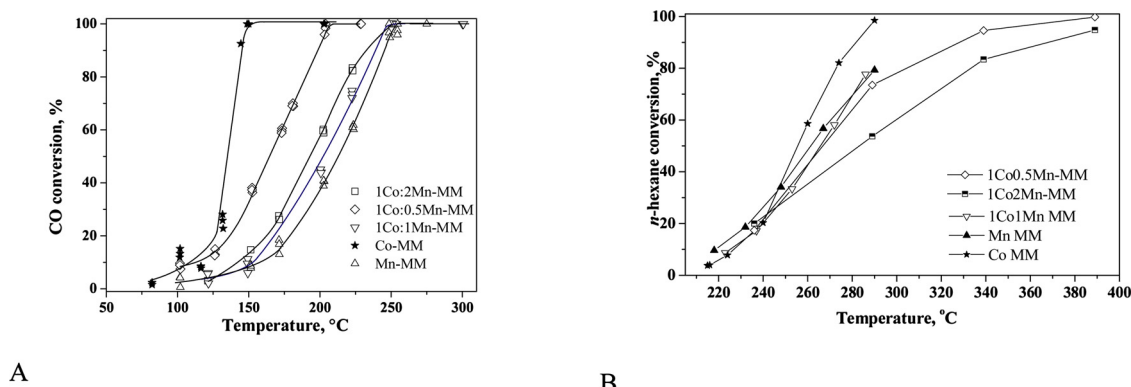 CO conversion, %
100
80
60
40
20
0
1Co:2Mn-MM
1Co:0.5Mn-MM
1Co:1Mn-MM
Co-MM
Mn-MM
50 100 150 200 250 300
Temperature, °C
A
n-hexane conversion, %
100
80
60
40
20
0
1Co0.5Mn-MM
1Co2Mn-MM
1Co1Mn MM
Mn MM
Co MM
220 240 260 280 300 320 340 360 380 400
Temperature, °C
B